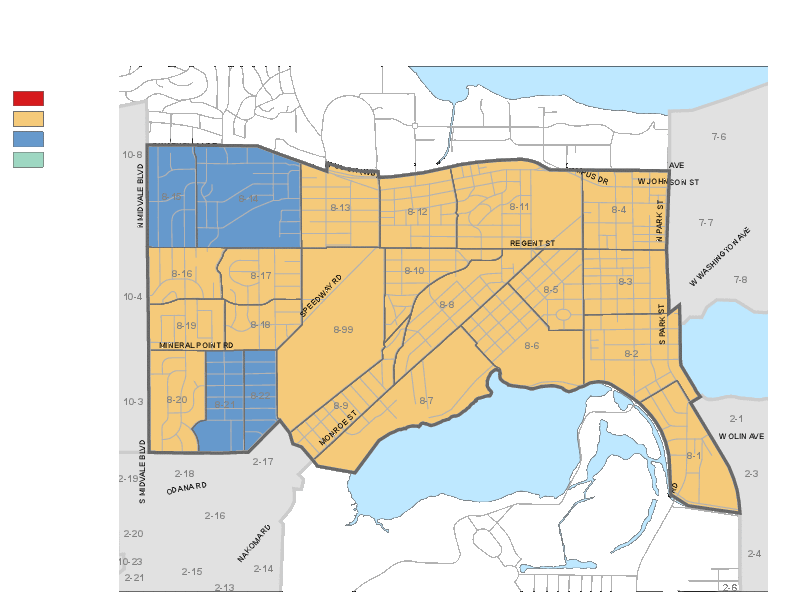 7-6
10-8
AVE
W JOHNSON ST
N MIDVALE BLVD
8-14
8-13
8-12
8-11
8-4
N PARK ST
7-7
REGENT ST
W WASHINGTON AVE
8-16
8-17
8-10
8-5
8-3
7-8
10-4
SPEEDWAY RD
8-8
S PARK ST
8-19
8-18
8-99
MINERAL POINT RD
8-6
8-2
10-3
8-20
8-21
8-22
8-9
8-7
2-1
MONROE ST
W OLIN AVE
S MIDVALE BLVD
2-17
8-1
2-18
2-19
2-3
ODANA RD
RD
2-16
2-20
NAKOMA RD
2-4
10-23
2-15
2-14
2-21
2-13
2-6